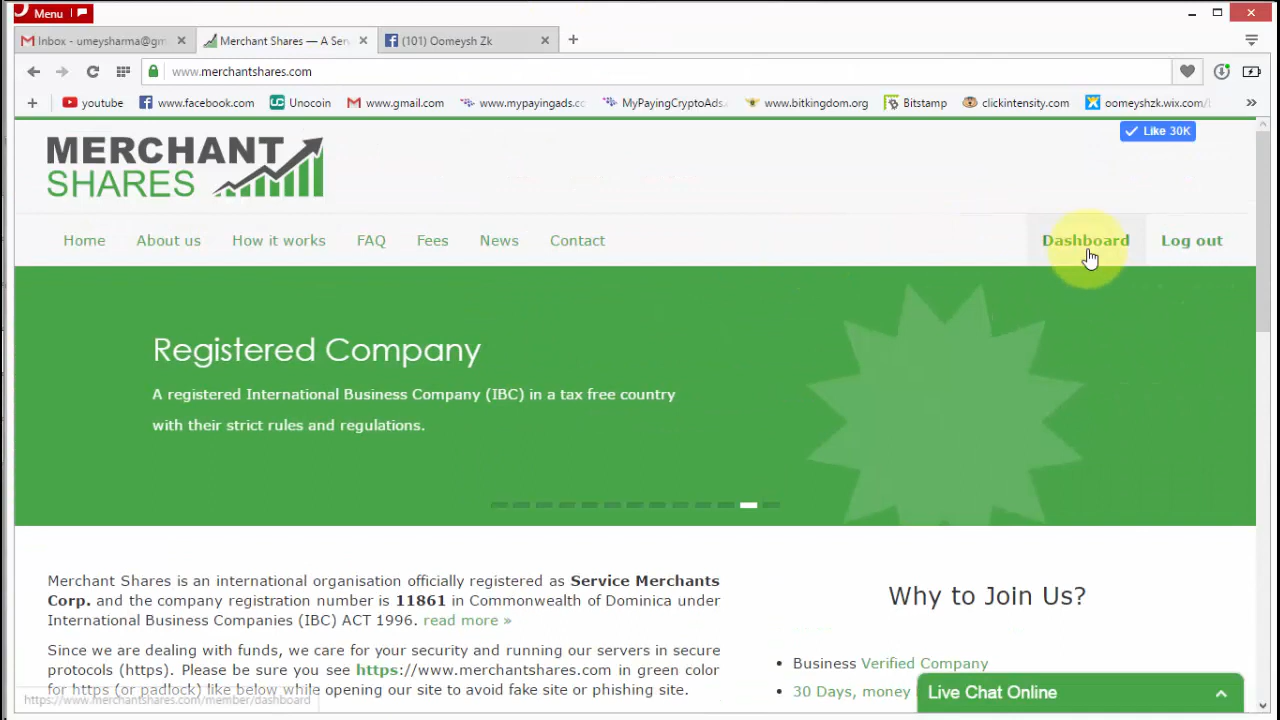 Menu
Inbox - umeysharma@gm
Merchant Shares — A Ser
(101) Oomeysh Zk
www.merchantshares.com
youtube
www.facebook.com
Unocoin
www.gmail.com
www.mypayingads.cc
MyPayingCryptoAds.
www.bitkingdom.org
Bitstamp
clickintensity.com
oomeyshzk.wix.com/
Like 30K
MERCHANT
SHARES
Home
About us
How it works
FAQ
Fees
News
Contact
Dashboard
Log out
Registered Company
A registered International Business Company (IBC) in a tax free country
with their strict rules and regulations.
Merchant Shares is an international organisation officially registered as Service Merchants
Corp. and the company registration number is 11861 in Commonwealth of Dominica under
International Business Companies (IBC) ACT 1996. read more »
Since we are dealing with funds, we care for your security and running our servers in secure
protocols (https). Please be sure you see https://www.merchantshares.com in green color
for https (or padlock) like below while opening our site to avoid fake site or phishing site.
Why to Join Us?
Business Verified Company
30 Days, money
Live Chat Online
https://www.merchantshares.com/member/dashboard